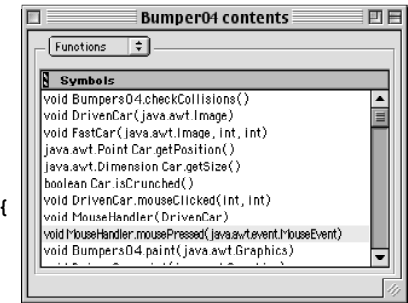 Bumper04 contents
Functions
Symbols
void Bumpers04.checkCollisions()
void DrivenCar(java.awt.Image)
void FastCar(java.awt.Image, int, int)
java.awt.Point Car.getPosition()
java.awt.Dimension Car.getSize()
boolean Car.isCrunched()
{
void DrivenCar.mouseClicked(int, int)
void MouseHandler(DrivenCar)
void MouseHandler.mousePressed(java.awt.event.MouseEvent)
void Bumpers04.paint(java.awt.Graphics)